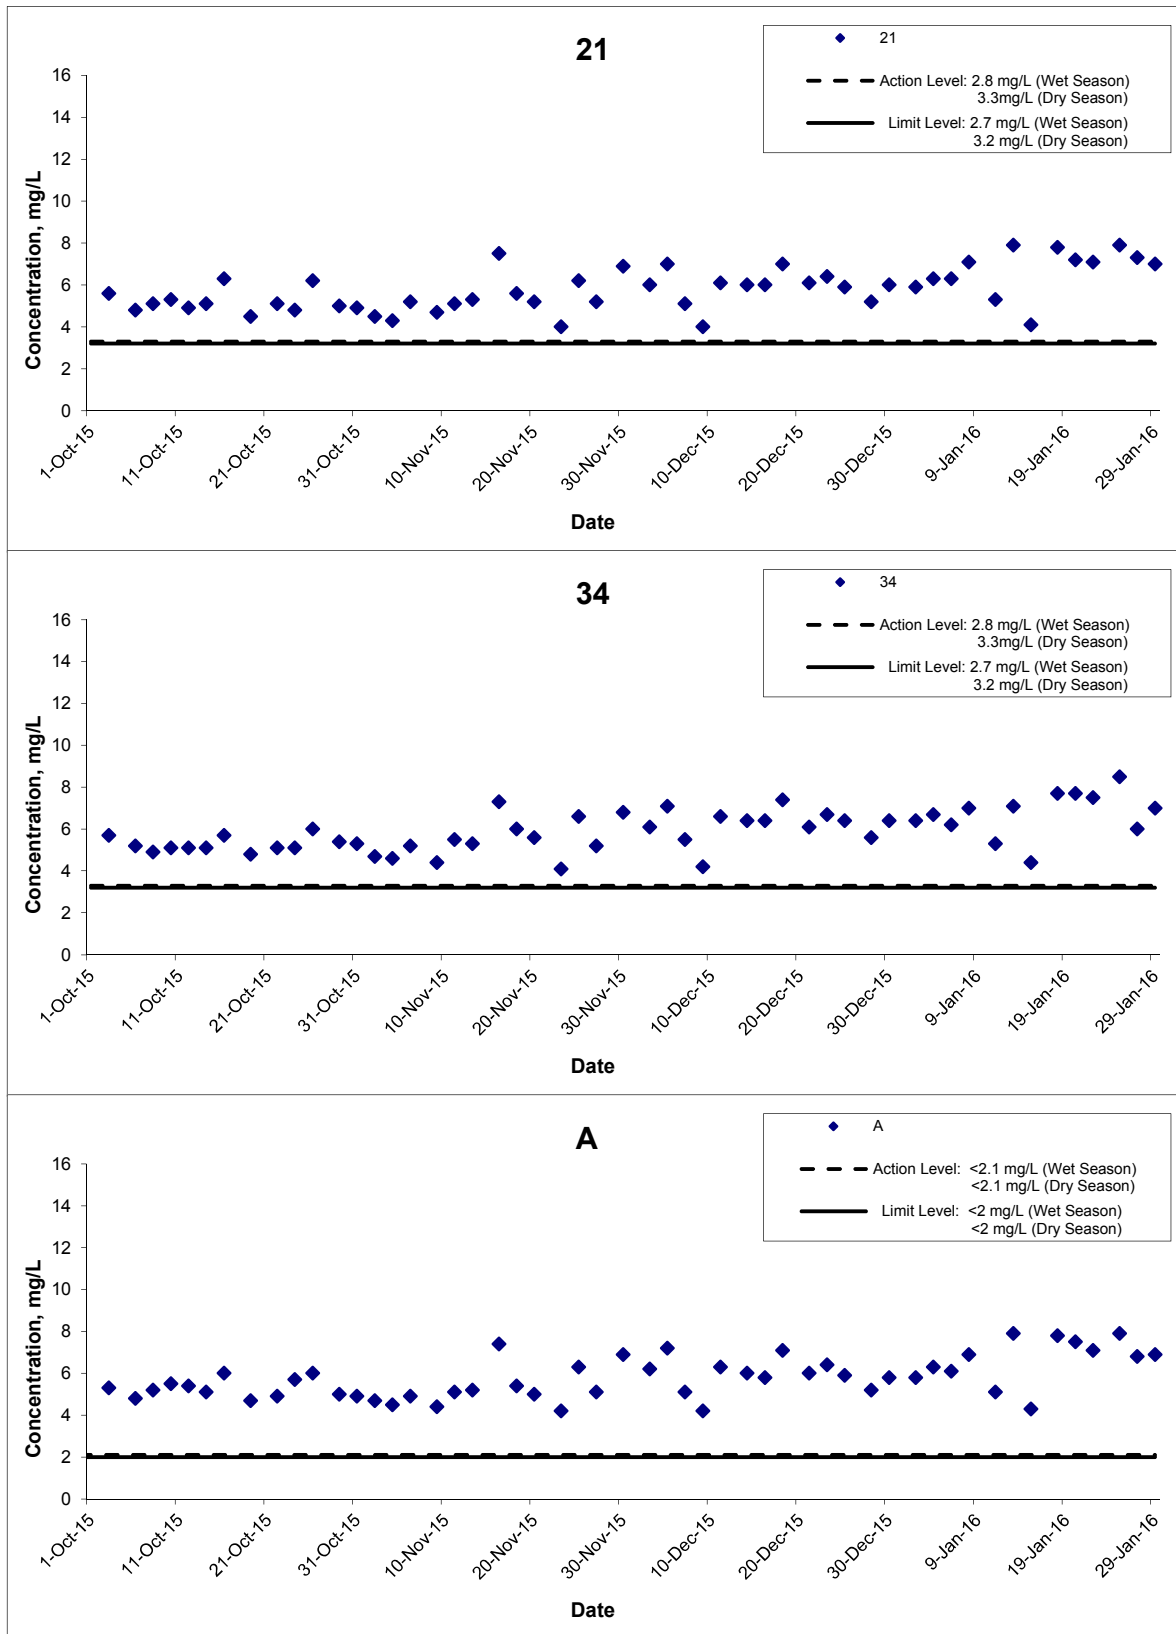 21
21
Action Level: 2.8 mg/L (Wet Season)
3.3mg/L (Dry Season)
Limit Level: 2.7 mg/L (Wet Season)
3.2 mg/L (Dry Season)
Concentration, mg/L
16
14
12
10
8
6
4
2
0
1-Oct-15
11-Oct-15
21-Oct-15
31-Oct-15
10-Nov-15
20-Nov-15
30-Nov-15
10-Dec-15
20-Dec-15
30-Dec-15
9-Jan-16
19-Jan-16
29-Jan-16
Date
34
34
Action Level: 2.8 mg/L (Wet Season)
3.3mg/L (Dry Season)
Limit Level: 2.7 mg/L (Wet Season)
3.2 mg/L (Dry Season)
Concentration, mg/L
16
14
12
10
8
6
4
2
0
1-Oct-15
11-Oct-15
21-Oct-15
31-Oct-15
10-Nov-15
20-Nov-15
30-Nov-15
10-Dec-15
20-Dec-15
30-Dec-15
9-Jan-16
19-Jan-16
29-Jan-16
Date
A
A
Action Level: <2.1 mg/L (Wet Season)
<2.1 mg/L (Dry Season)
Limit Level: <2 mg/L (Wet Season)
<2 mg/L (Dry Season)
Concentration, mg/L
16
14
12
10
8
6
4
2
0
1-Oct-15
11-Oct-15
21-Oct-15
31-Oct-15
10-Nov-15
20-Nov-15
30-Nov-15
10-Dec-15
20-Dec-15
30-Dec-15
9-Jan-16
19-Jan-16
29-Jan-16
Date